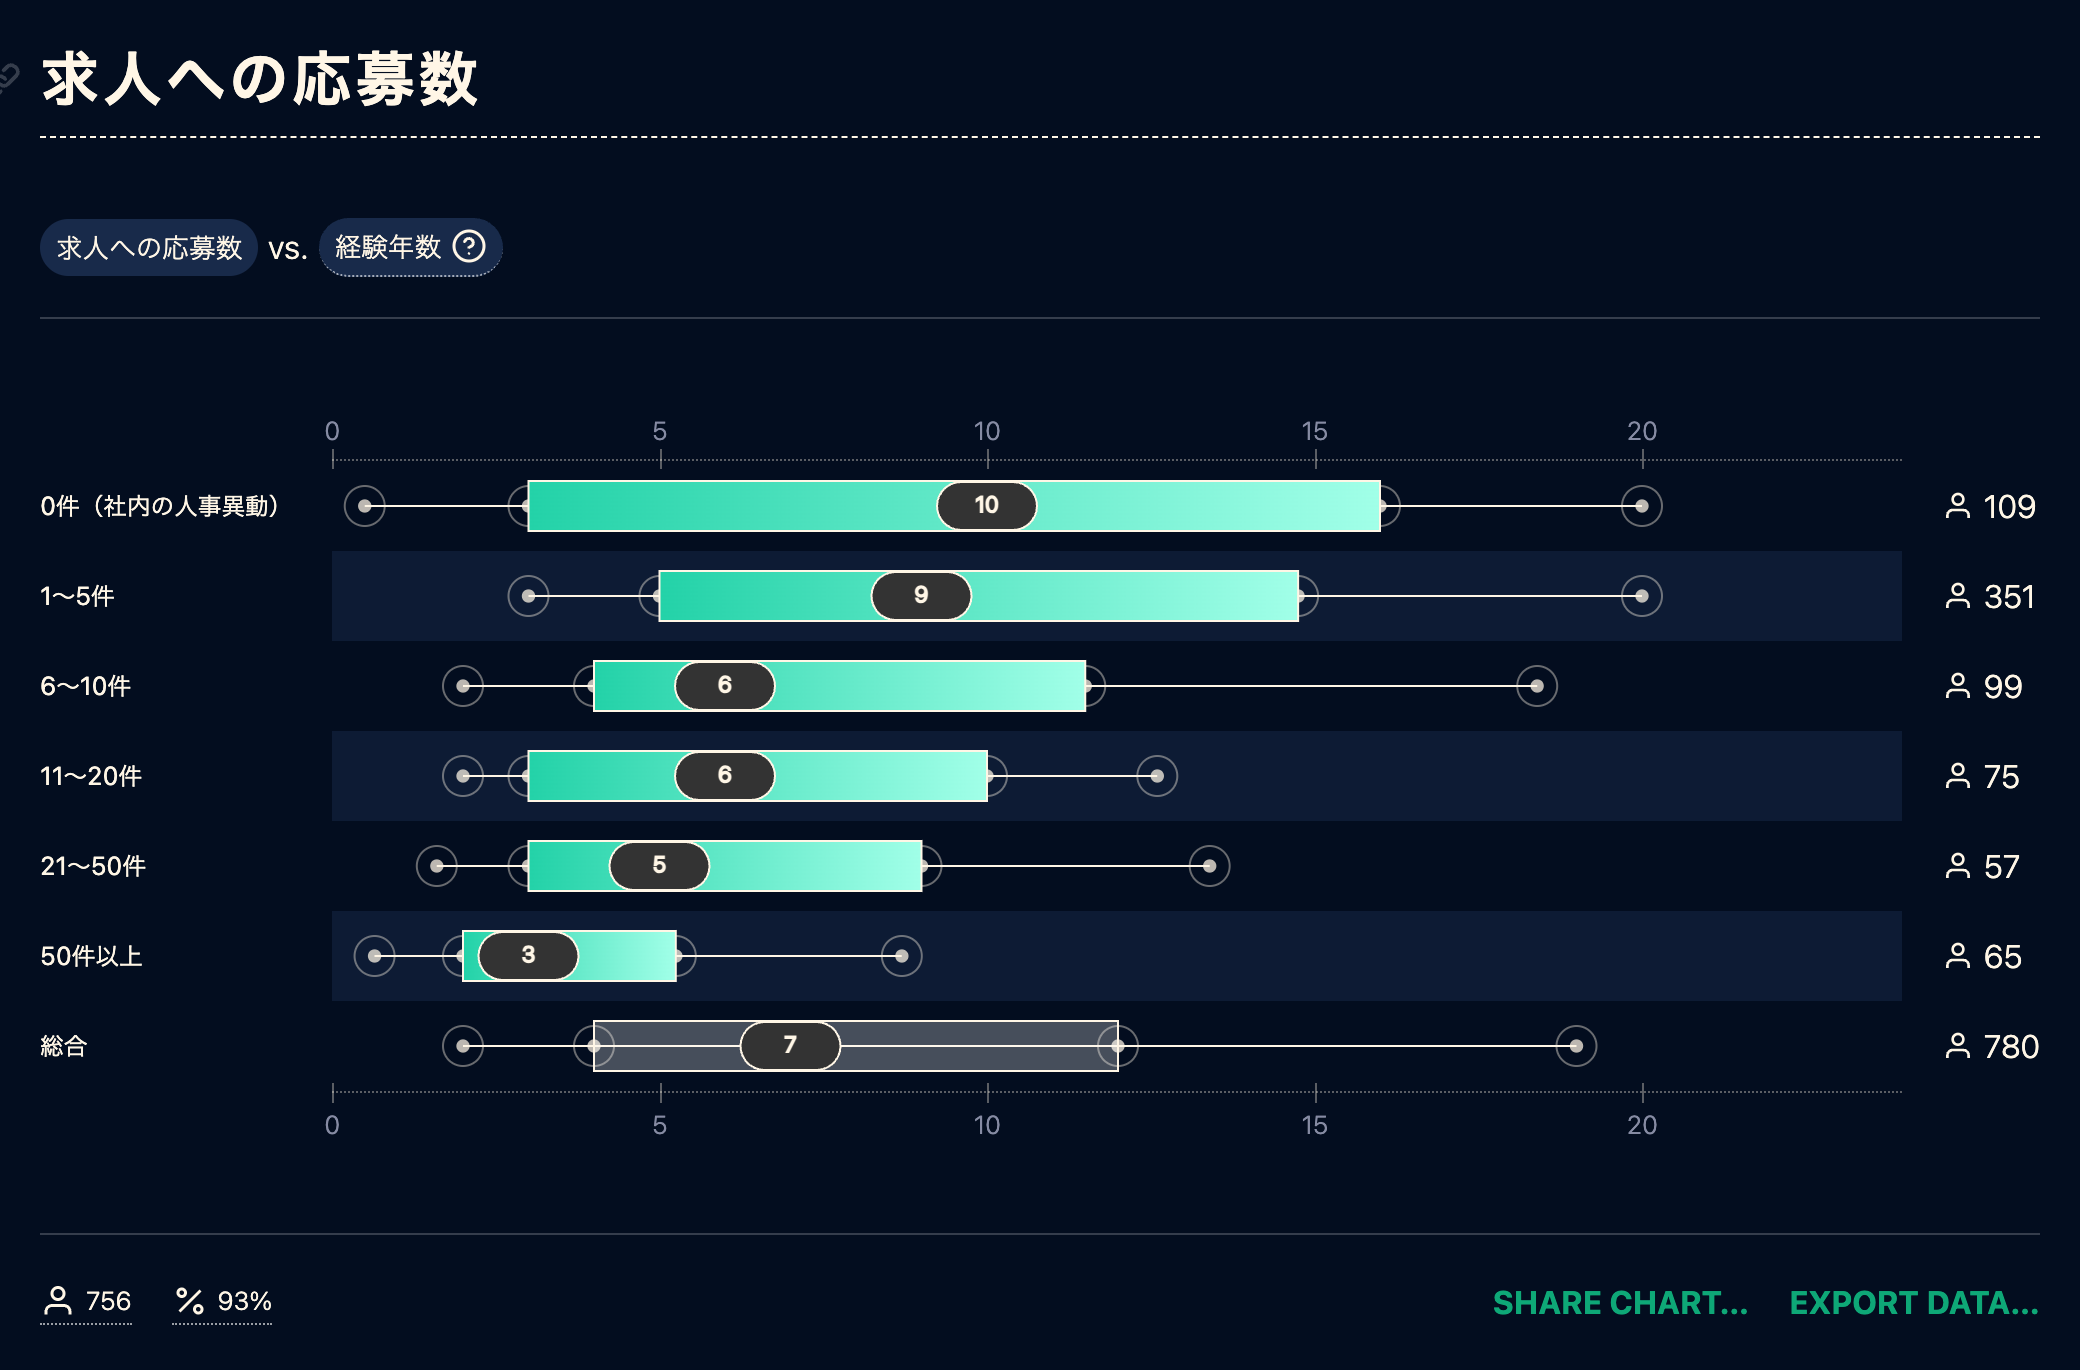 求人への応募数
求人への応募数 vs. 経験年数 ?
0 5 10 15 20
0件（社内の人事異動） 10 109
1〜5件 9 351
6〜10件 6 99
11〜20件 6 75
21〜50件 5 57
50件以上 3 65
総合 7 780
0 5 10 15 20
756 93% SHARE CHART... EXPORT DATA...